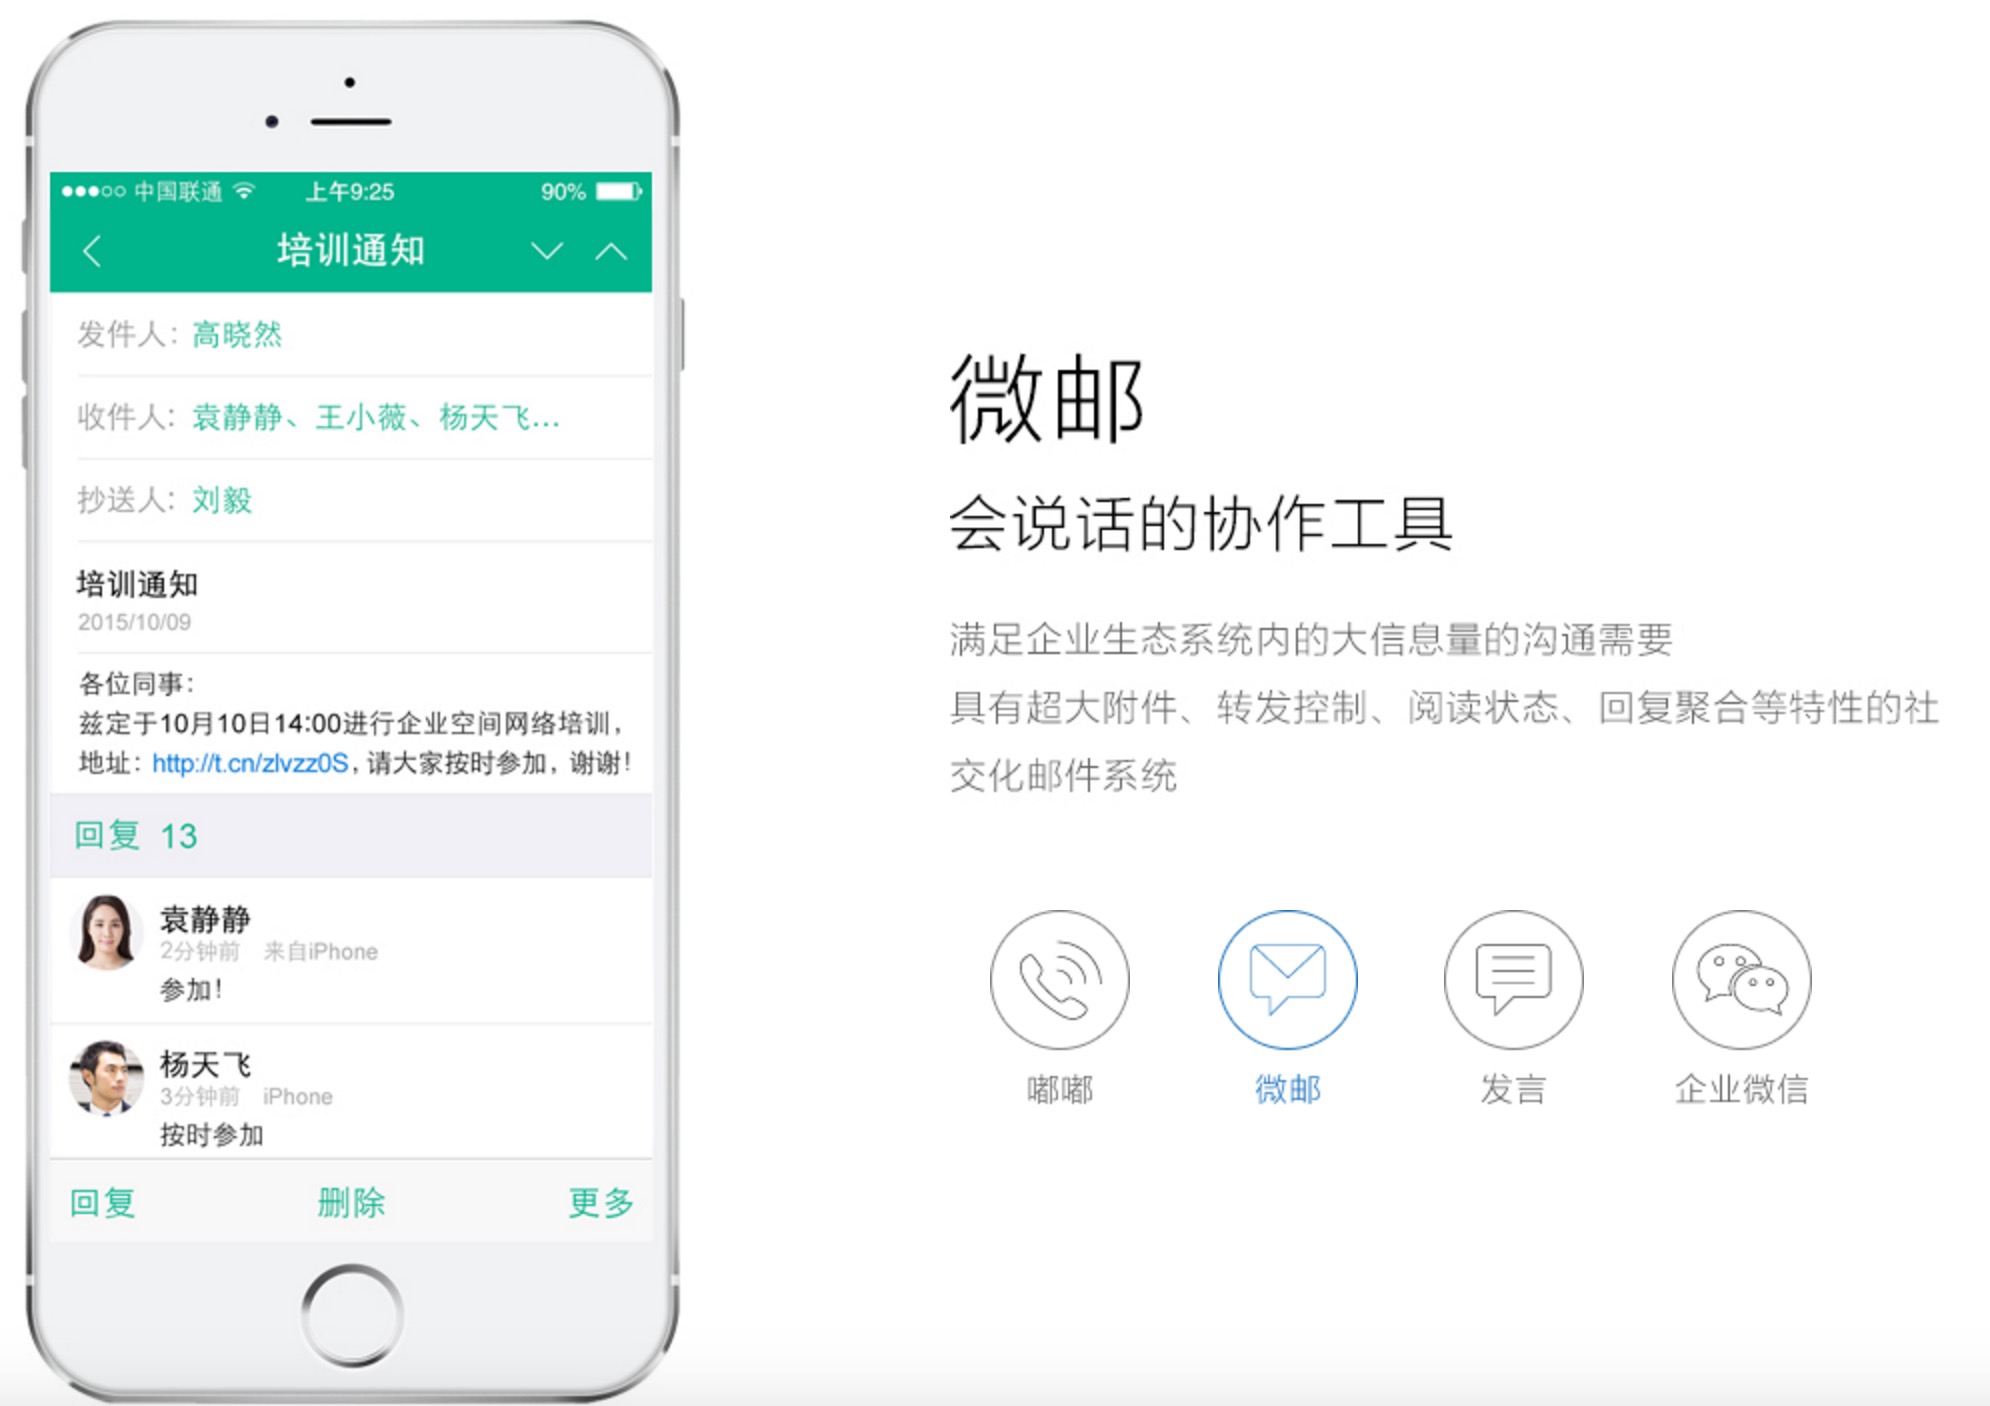 中国联通 上午9:25 90%
培训通知
发件人：高晓然
收件人：袁静静、王小薇、杨天飞...
抄送人：刘毅
培训通知
2015/10/09
各位同事：
兹定于10月10日14:00进行企业空间网络培训，
地址：http://t.cn/zlvzz0S，请大家按时参加，谢谢！
回复 13
袁静静
2分钟前 来自iPhone
参加！
杨天飞
3分钟前 iPhone
按时参加
回复 删除 更多
微邮
会说话的协作工具
满足企业生态系统内的大信息量的沟通需要
具有超大附件、转发控制、阅读状态、回复聚合等特性的社
交化邮件系统
嘟嘟 微邮 发言 企业微信